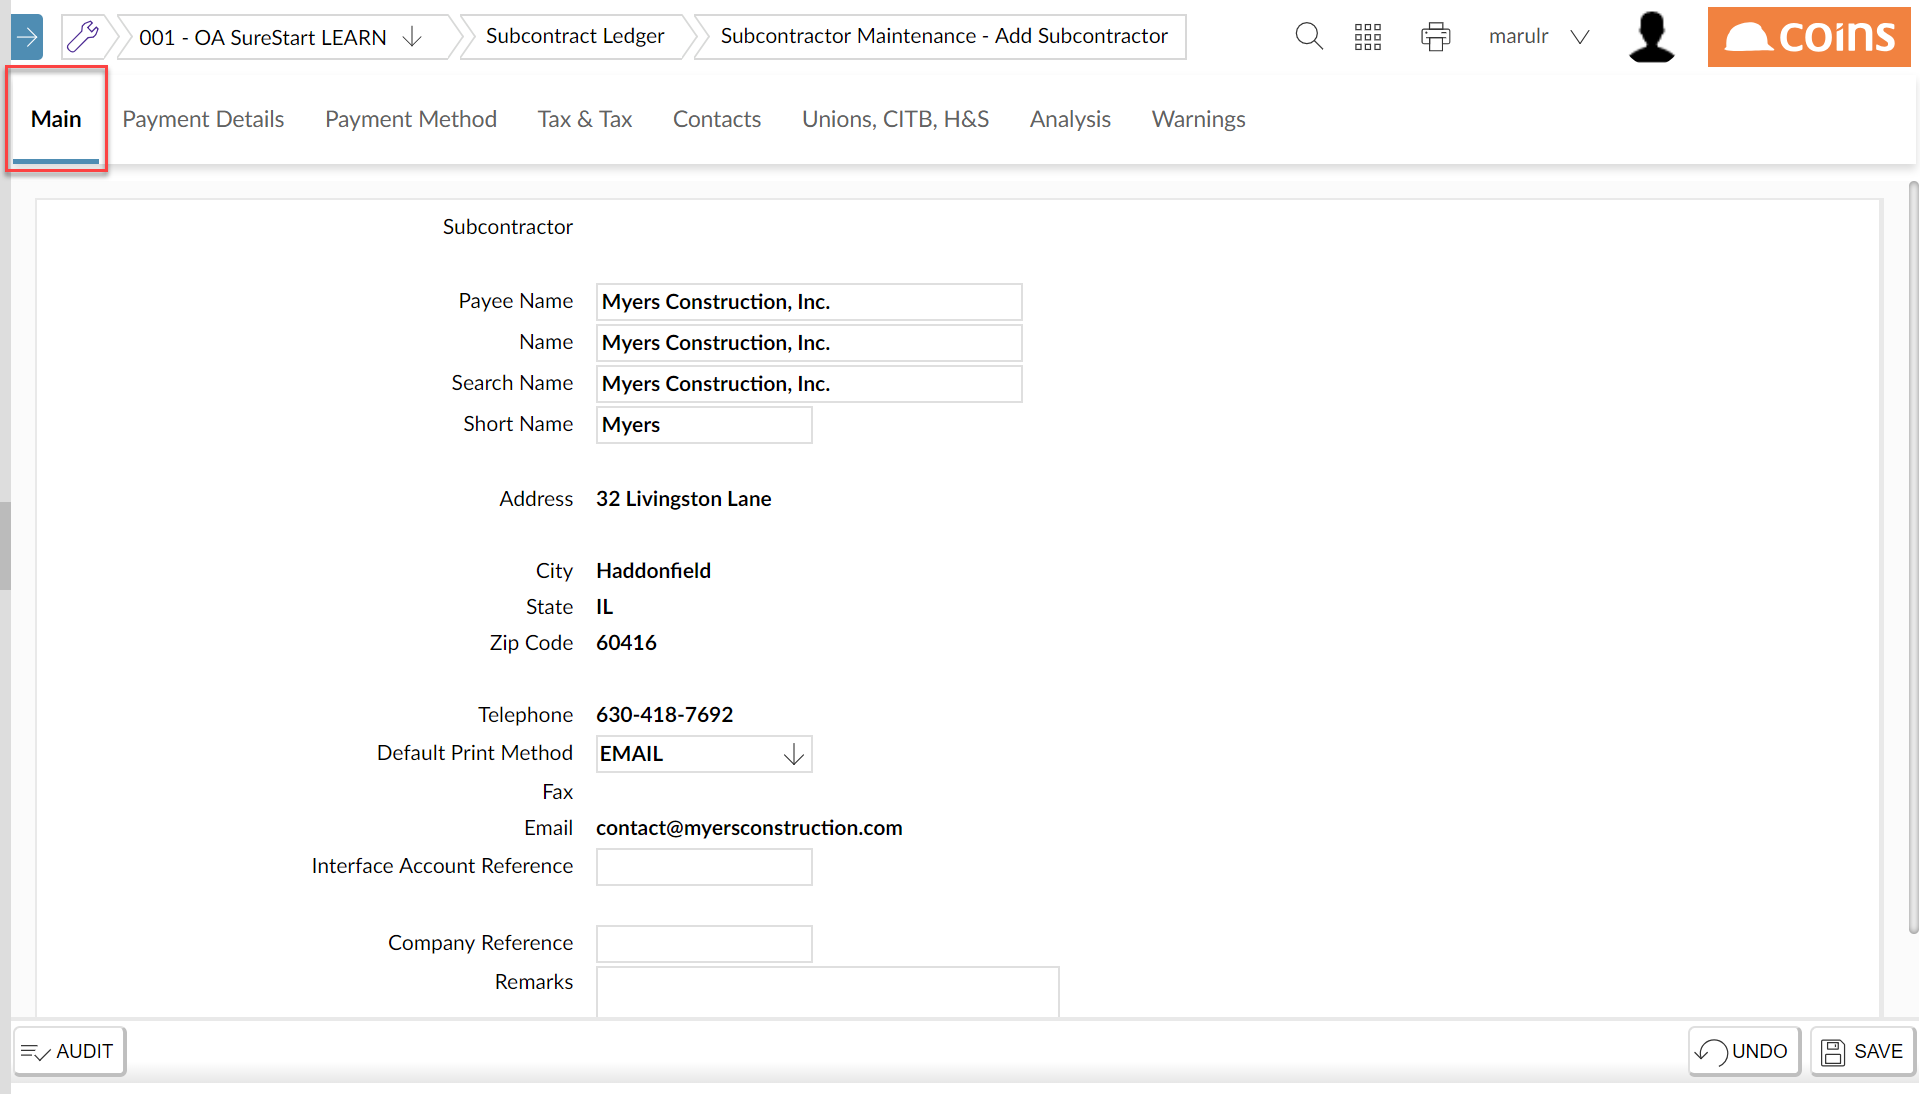 001 - OA SureStart LEARN
Subcontract Ledger
Subcontractor Maintenance - Add Subcontractor
marulr
coins
Main
Payment Details
Payment Method
Tax & Tax
Contacts
Unions, CITB, H&S
Analysis
Warnings
Subcontractor
Payee Name Myers Construction, Inc.
Name Myers Construction, Inc.
Search Name Myers Construction, Inc.
Short Name Myers
Address 32 Livingston Lane
City Haddonfield
State IL
Zip Code 60416
Telephone 630-418-7692
Default Print Method EMAIL
Fax
Email contact@myersconstruction.com
Interface Account Reference
Company Reference
Remarks
AUDIT
UNDO
SAVE